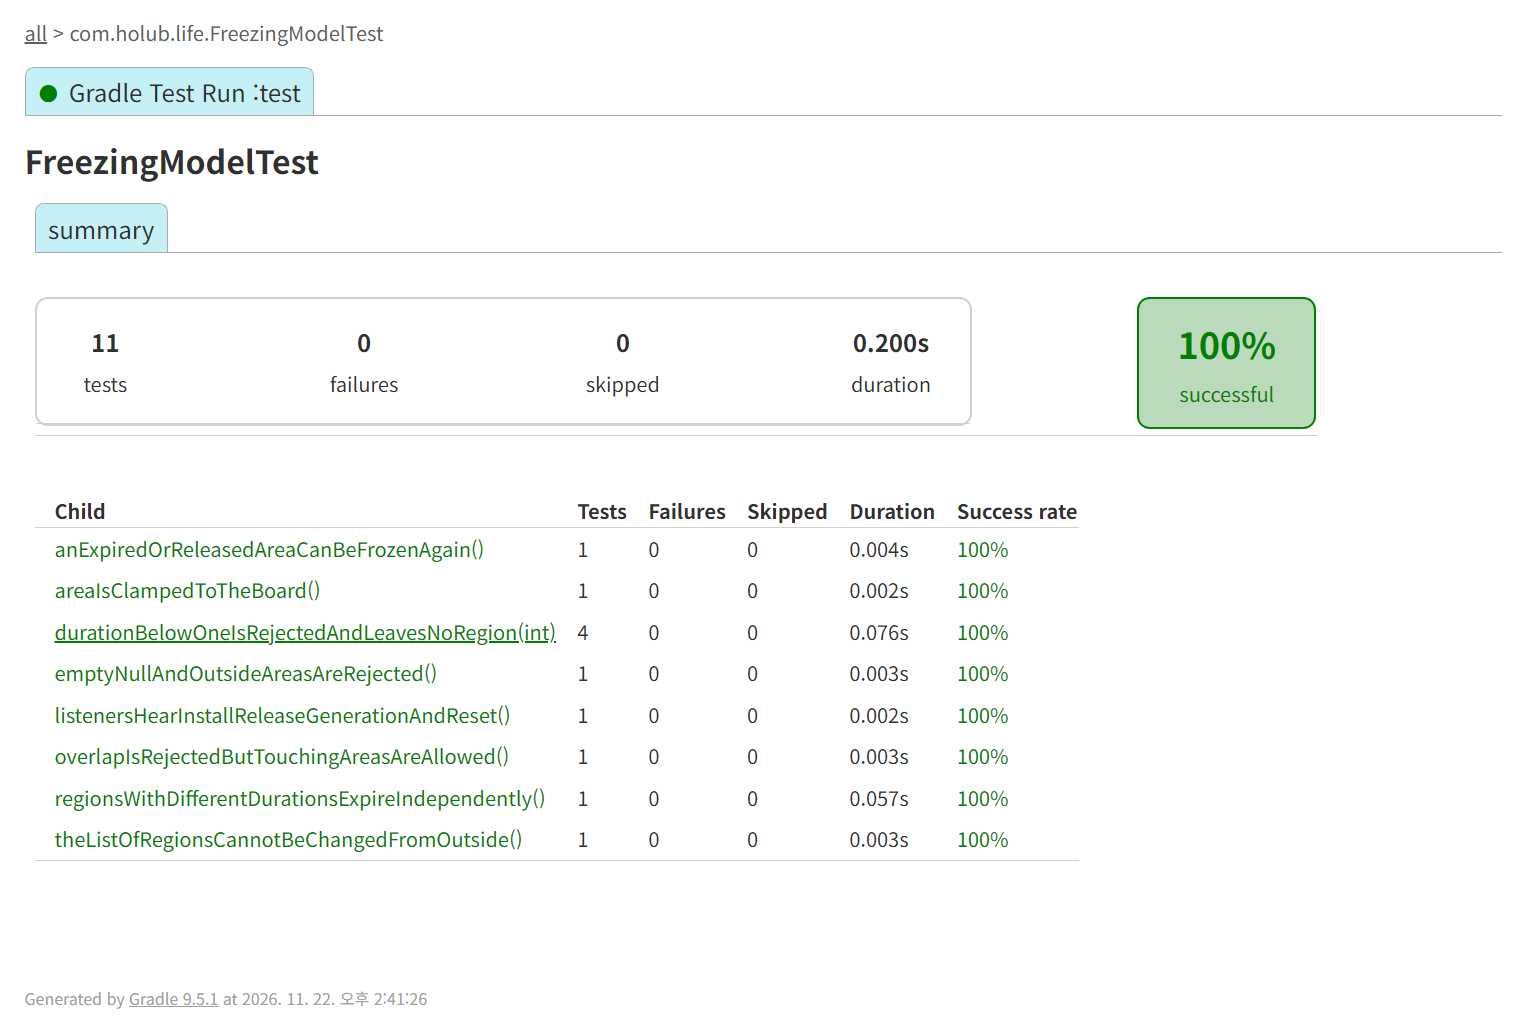 all > com.holub.life.FreezingModelTest
Gradle Test Run :test
FreezingModelTest
summary
11 0 0 0.200s 100%
tests failures skipped duration successful
Child Tests Failures Skipped Duration Success rate
anExpiredOrReleasedAreaCanBeFrozenAgain() 1 0 0 0.004s 100%
areaIsClampedToTheBoard() 1 0 0 0.002s 100%
durationBelowOneIsRejectedAndLeavesNoRegion(int) 4 0 0 0.076s 100%
emptyNullAndOutsideAreasAreRejected() 1 0 0 0.003s 100%
listenersHearInstallReleaseGenerationAndReset() 1 0 0 0.002s 100%
overlapIsRejectedButTouchingAreasAreAllowed() 1 0 0 0.003s 100%
regionsWithDifferentDurationsExpireIndependently() 1 0 0 0.057s 100%
theListOfRegionsCannotBeChangedFromOutside() 1 0 0 0.003s 100%
Generated by Gradle 9.5.1 at 2026. 11. 22. 오후 2:41:26